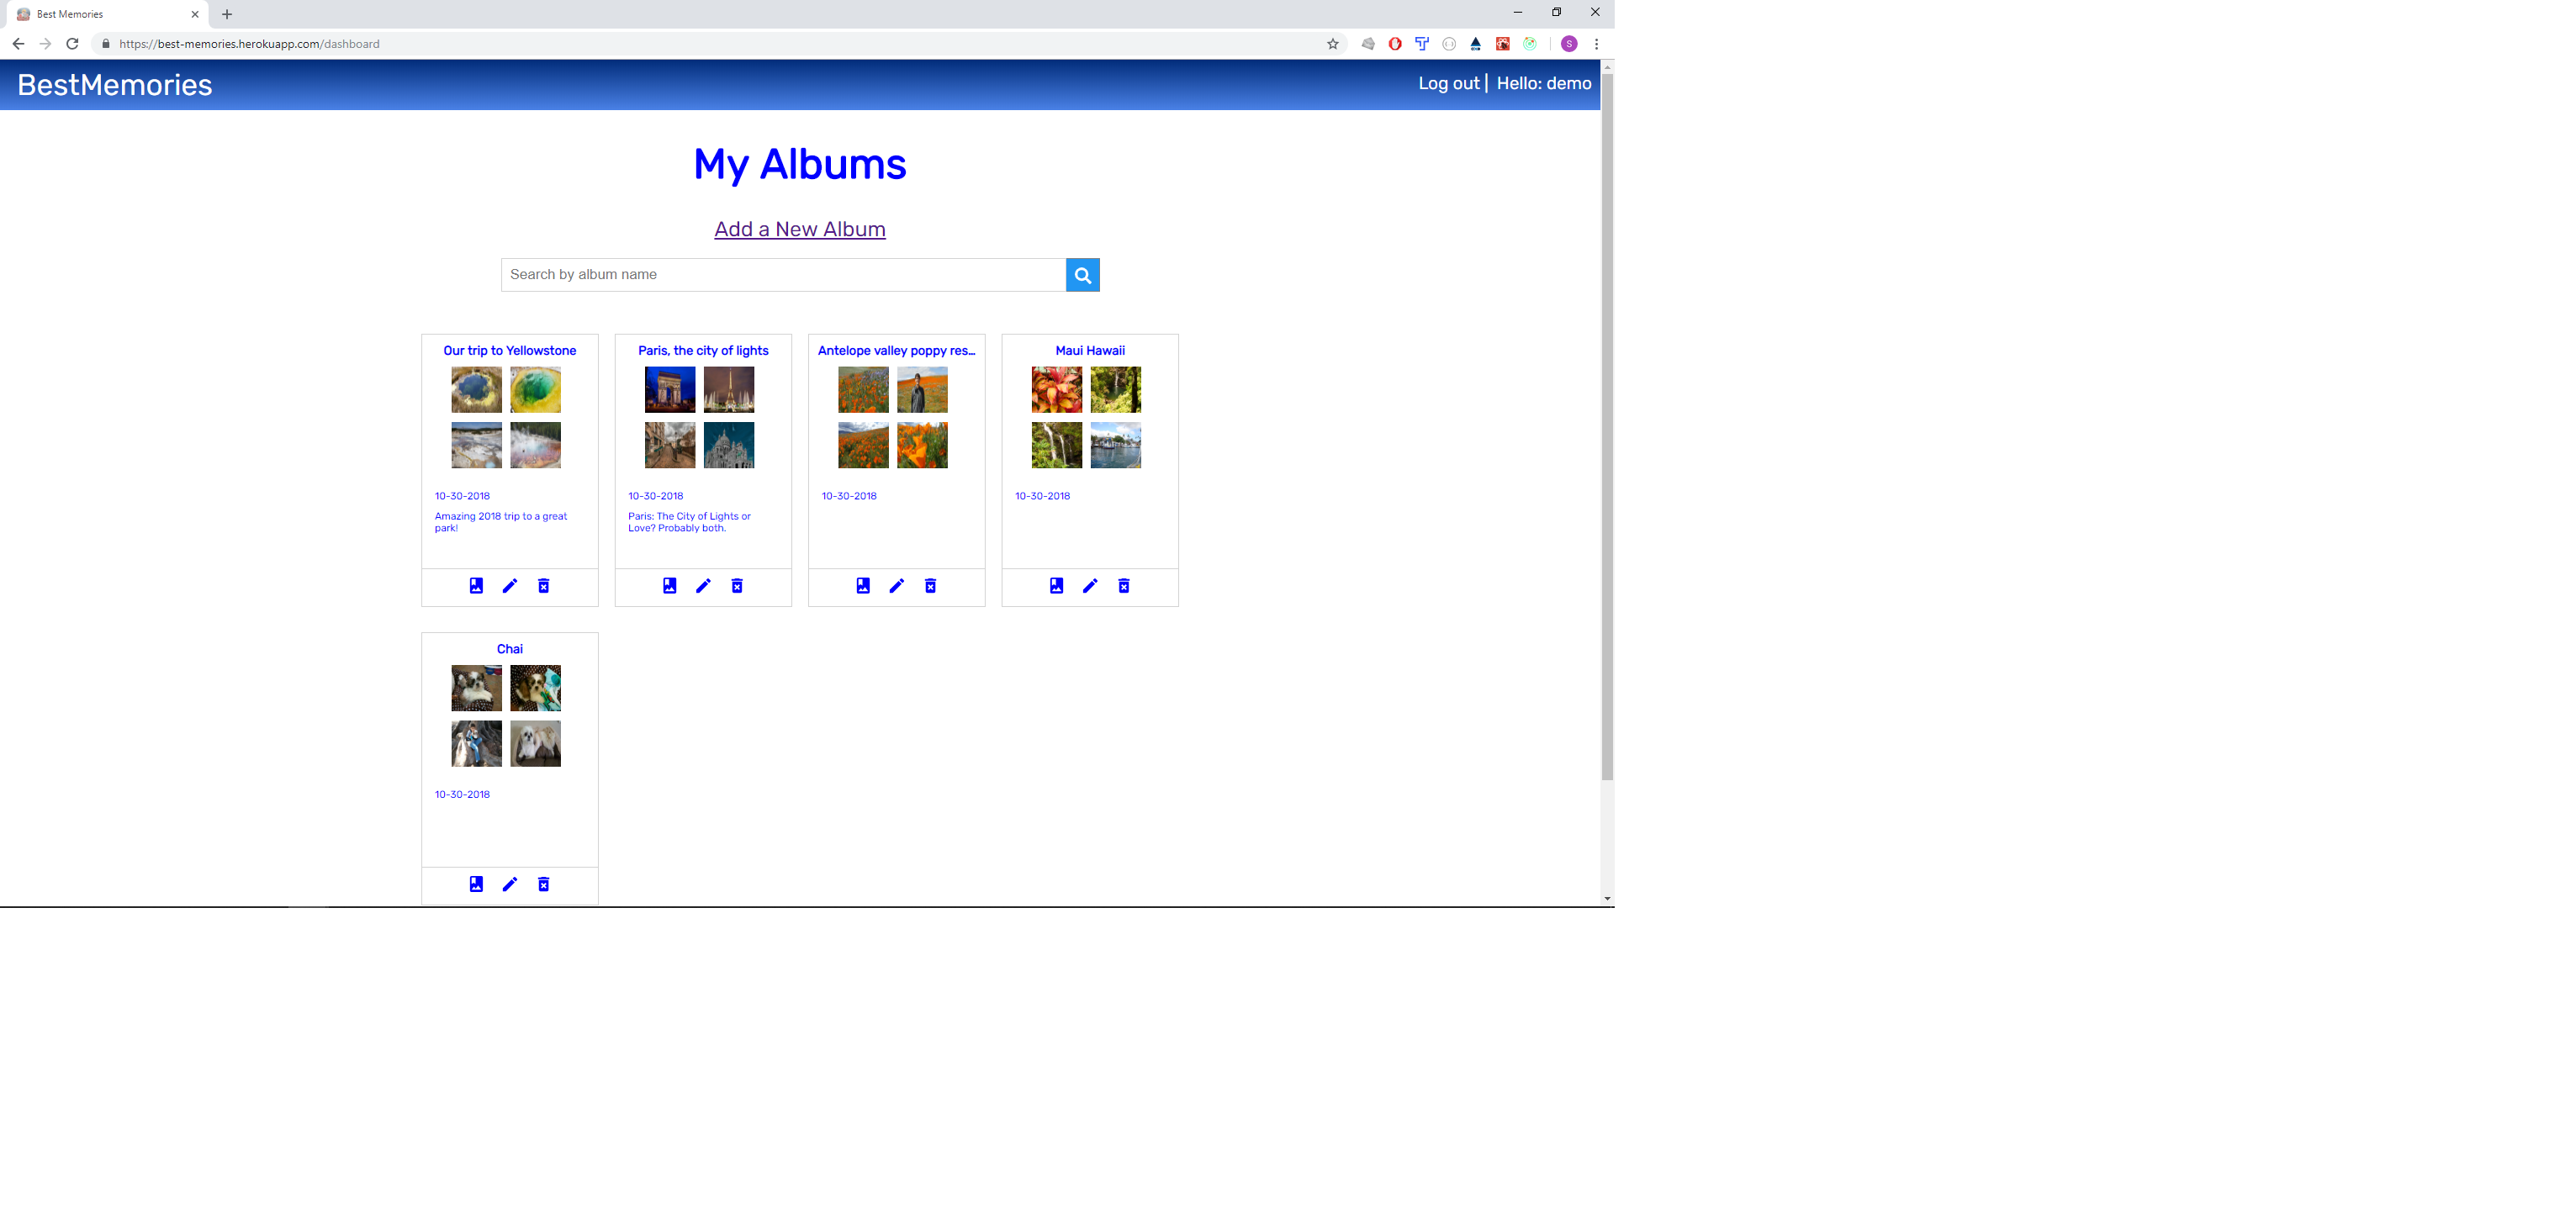 Best Memories
https://best-memories.herokuapp.com/dashboard
S
BestMemories
Log out | Hello: demo
My Albums
Add a New Album
Search by album name
Our trip to Yellowstone
10-30-2018
Amazing 2018 trip to a great
park!
Paris, the city of lights
10-30-2018
Paris: The City of Lights or
Love? Probably both.
Antelope valley poppy res...
10-30-2018
Maui Hawaii
10-30-2018
Chai
10-30-2018